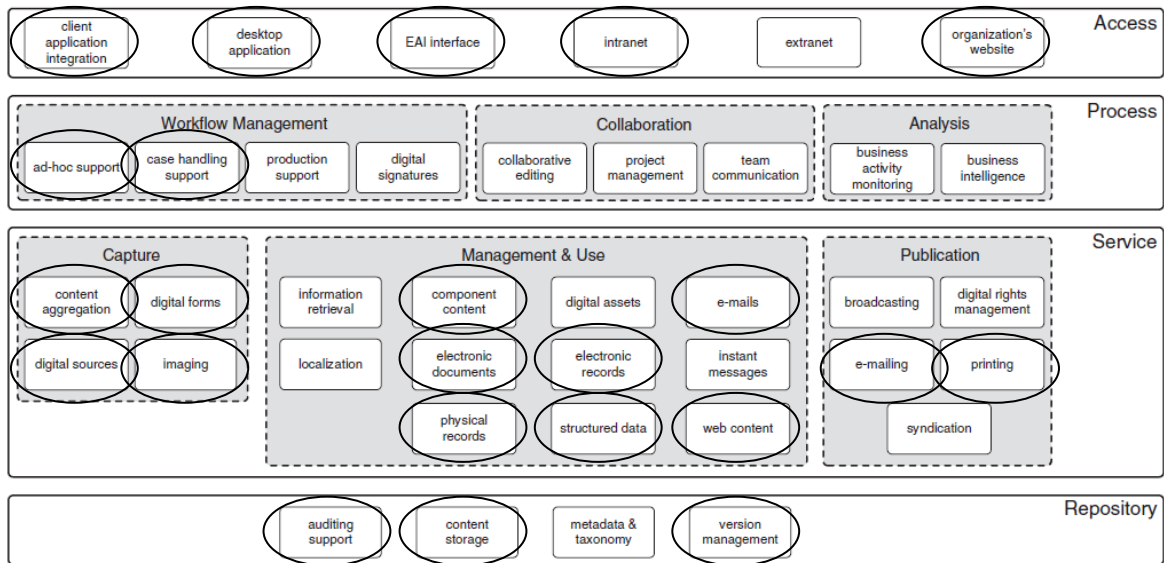 Access
client
application
integration
desktop
application
EAI interface
intranet
extranet
organization's
website
Process
Workflow Management
ad-hoc support
case handling
support
production
support
digital
signatures
Collaboration
collaborative
editing
project
management
team
communication
Analysis
business
activity
monitoring
business
intelligence
Service
Capture
content
aggregation
digital forms
digital sources
imaging
Management & Use
information
retrieval
component
content
digital assets
e-mails
localization
electronic
documents
electronic
records
instant
messages
physical
records
structured data
web content
Publication
broadcasting
digital rights
management
e-mailing
printing
syndication
Repository
auditing
support
content
storage
metadata &
taxonomy
version
management